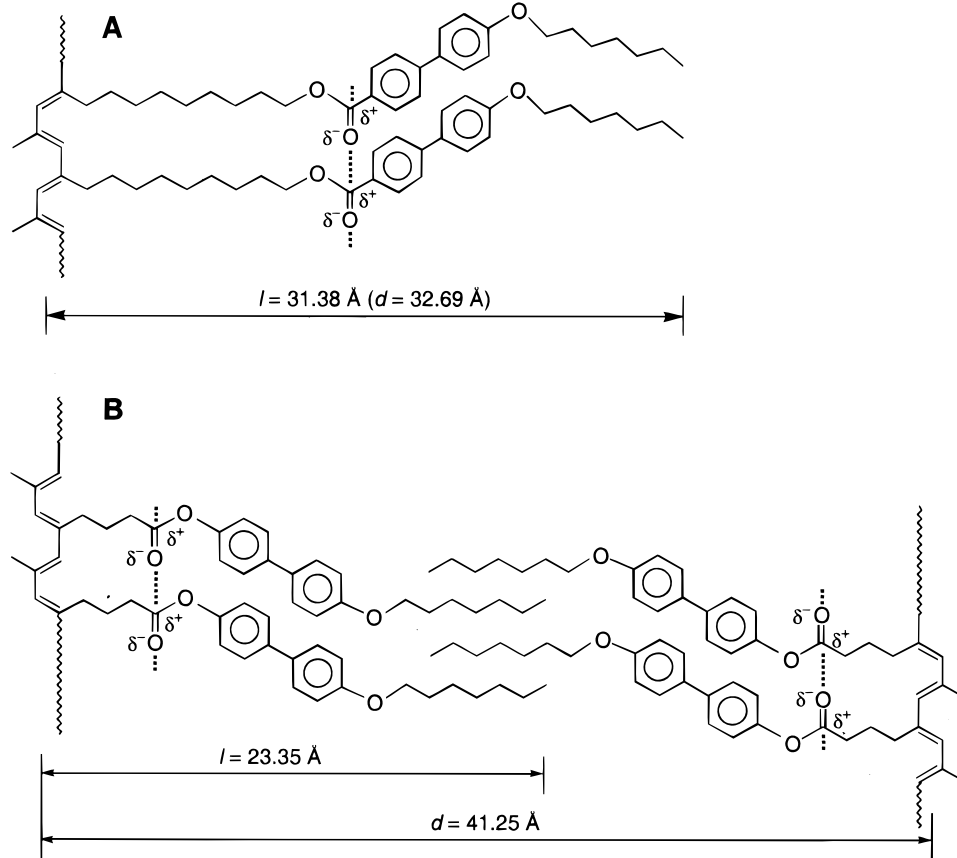 A
O
O
O
δ+
δ− O
O
δ+
δ− O
l = 31.38 Å (d = 32.69 Å)
B
O
δ+
δ− O
O
O
δ− O
O
δ+
O
δ+
δ− O
O
O
δ− O
δ+
O
O
l = 23.35 Å
d = 41.25 Å